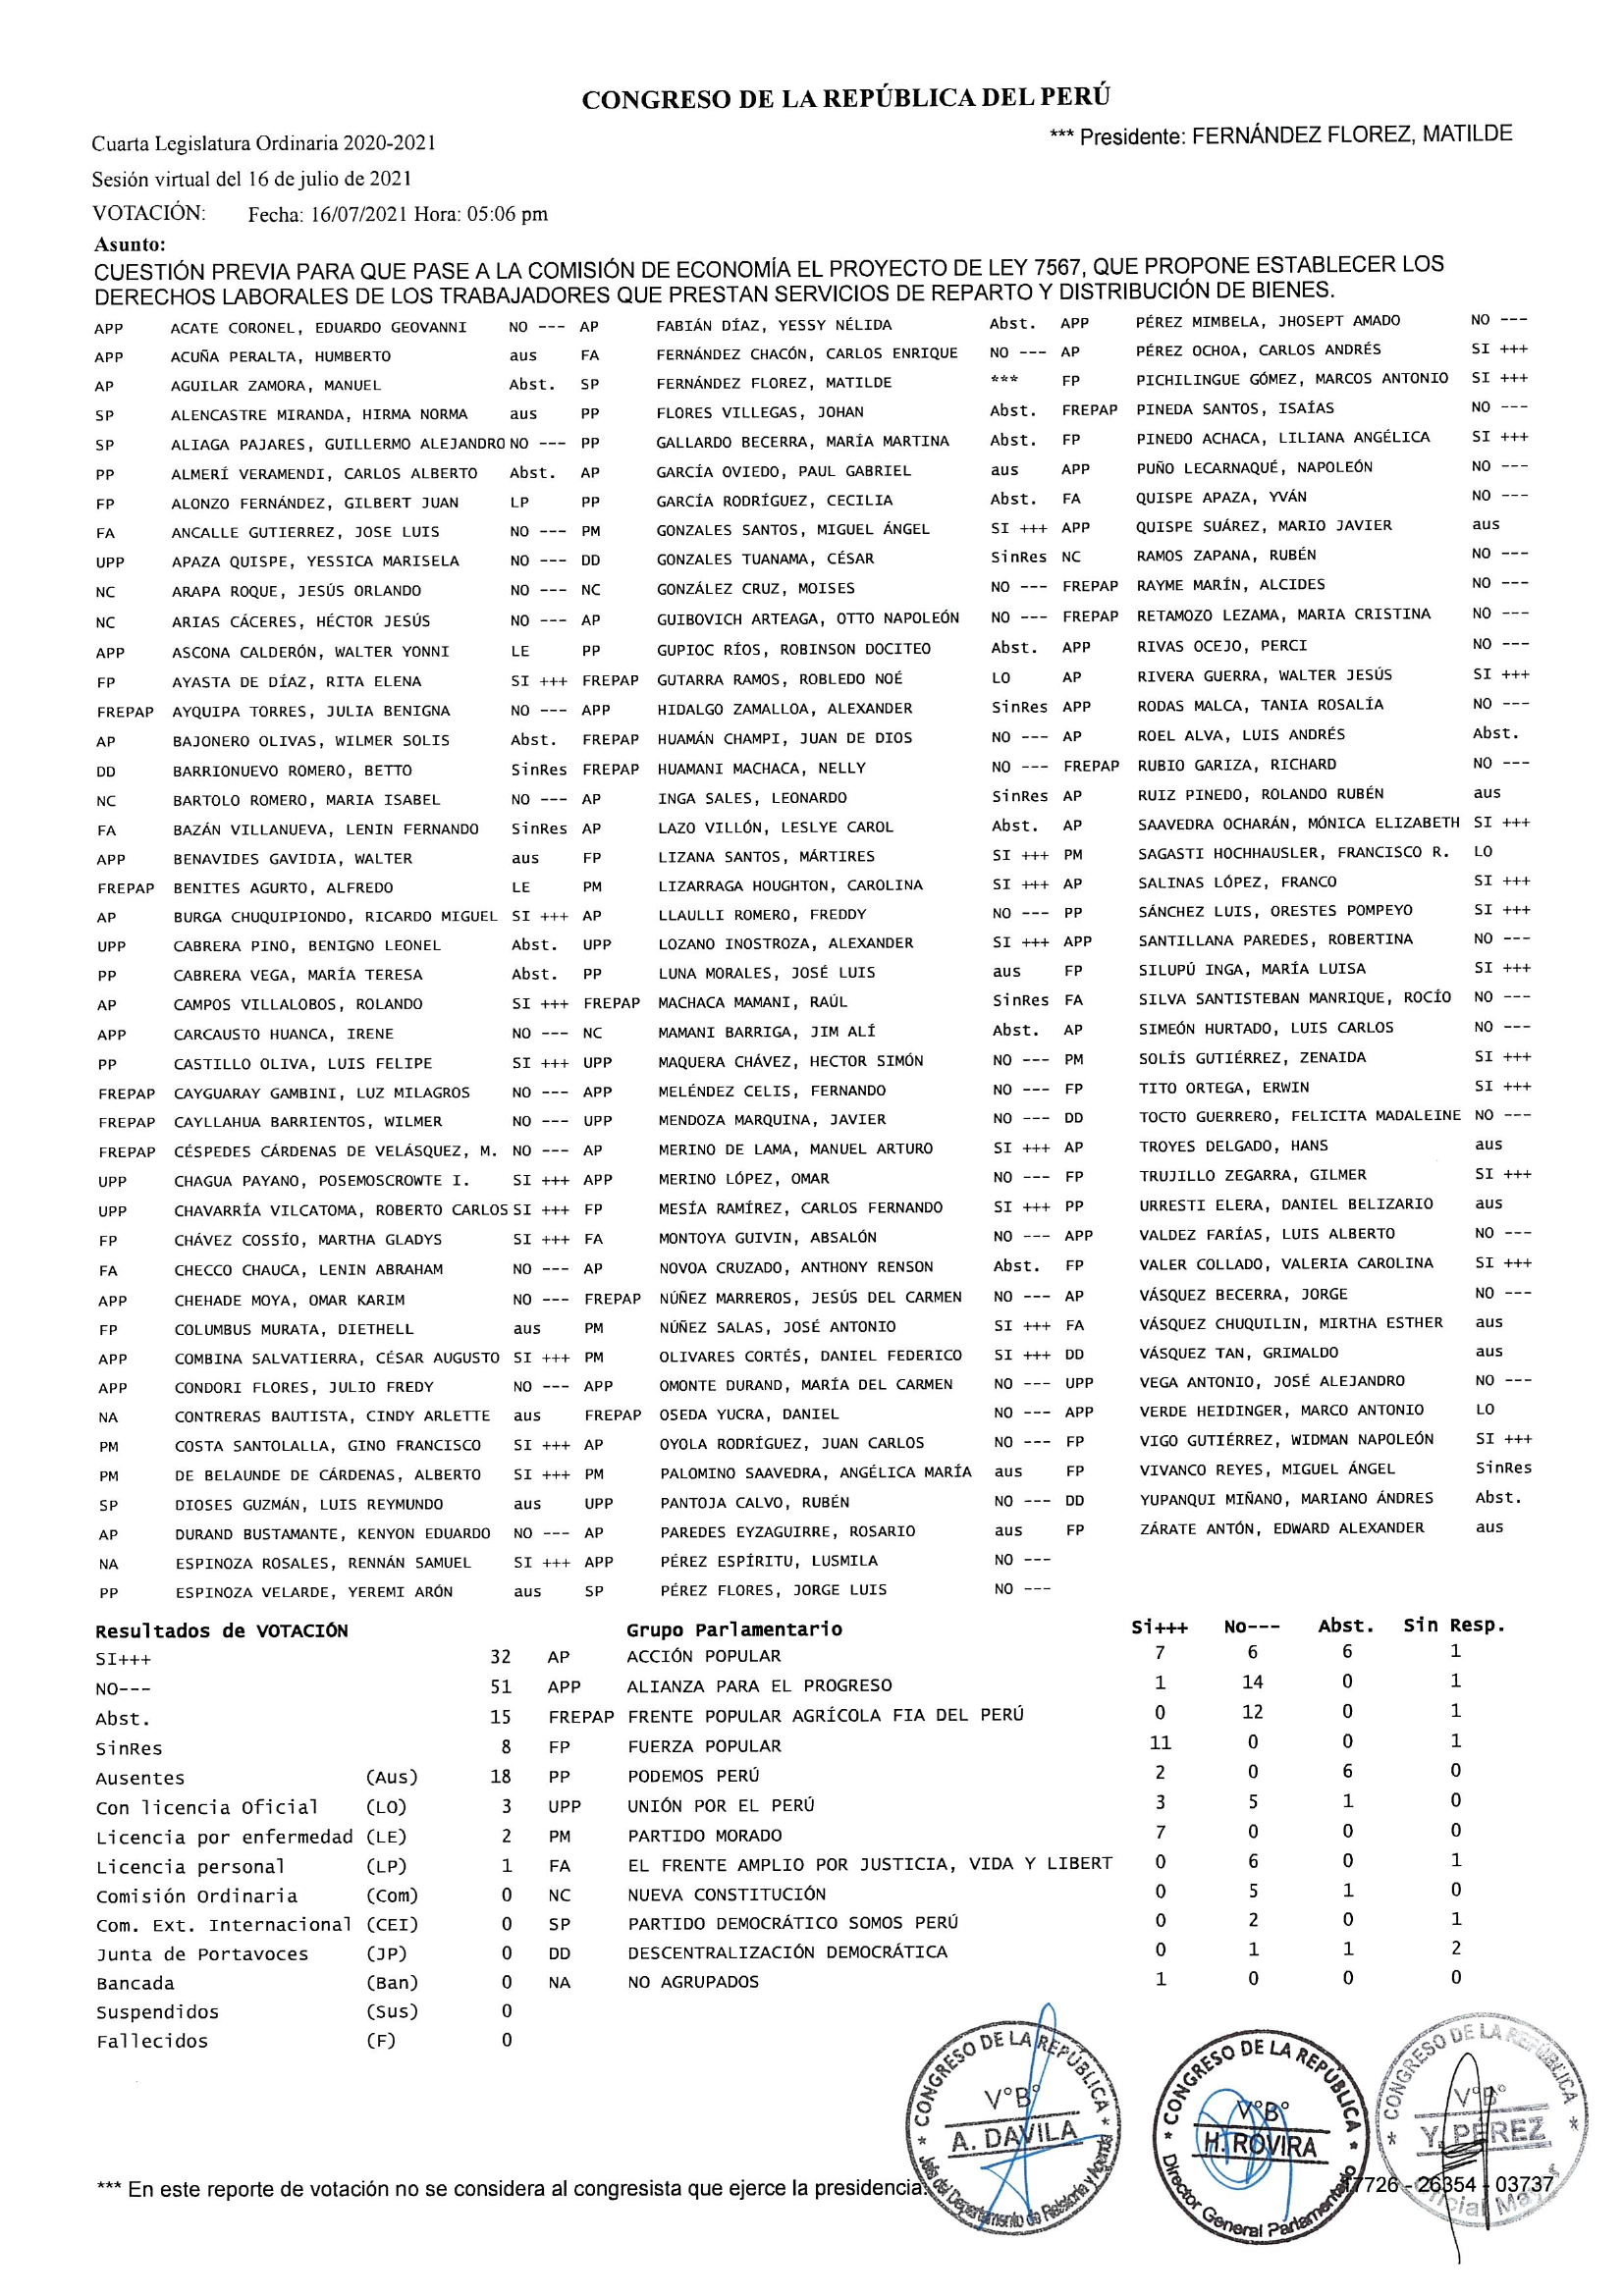 CONGRESO DE LA REPÚBLICA DEL PERÚ
Cuarta Legislatura Ordinaria 2020-2021 *** Presidente: FERNÁNDEZ FLOREZ, MATILDE
Sesión virtual del 16 de julio de 2021
VOTACIÓN: Fecha: 16/07/2021 Hora: 05:06 pm
Asunto:
CUESTIÓN PREVIA PARA QUE PASE A LA COMISIÓN DE ECONOMÍA EL PROYECTO DE LEY 7567, QUE PROPONE ESTABLECER LOS
DERECHOS LABORALES DE LOS TRABAJADORES QUE PRESTAN SERVICIOS DE REPARTO Y DISTRIBUCIÓN DE BIENES.
APP ACATE CORONEL, EDUARDO GEOVANNI NO --- AP FABIÁN DÍAZ, YESSY NÉLIDA Abst. APP PÉREZ MIMBELA, JHOSEPT AMADO NO ---
APP ACUÑA PERALTA, HUMBERTO aus FA FERNÁNDEZ CHACÓN, CARLOS ENRIQUE NO --- AP PÉREZ OCHOA, CARLOS ANDRÉS SI +++
AP AGUILAR ZAMORA, MANUEL Abst. SP FERNÁNDEZ FLOREZ, MATILDE *** FP PICHILINGUE GÓMEZ, MARCOS ANTONIO SI +++
SP ALENCASTRE MIRANDA, HIRMA NORMA aus PP FLORES VILLEGAS, JOHAN Abst. FREPAP PINEDA SANTOS, ISAÍAS NO ---
SP ALIAGA PAJARES, GUILLERMO ALEJANDRO NO --- PP GALLARDO BECERRA, MARÍA MARTINA Abst. FP PINEDO ACHACA, LILIANA ANGÉLICA SI +++
PP ALMERÍ VERAMENDI, CARLOS ALBERTO Abst. AP GARCÍA OVIEDO, PAUL GABRIEL aus APP PUÑO LECARNAQUÉ, NAPOLEÓN NO ---
FP ALONZO FERNÁNDEZ, GILBERT JUAN LP PP GARCÍA RODRÍGUEZ, CECILIA Abst. FA QUISPE APAZA, YVÁN NO ---
FA ANCALLE GUTIERREZ, JOSE LUIS NO --- PM GONZALES SANTOS, MIGUEL ÁNGEL SI +++ APP QUISPE SUÁREZ, MARIO JAVIER aus
UPP APAZA QUISPE, YESSICA MARISELA NO --- DD GONZALES TUANAMA, CÉSAR SinRes NC RAMOS ZAPANA, RUBÉN NO ---
NC ARAPA ROQUE, JESÚS ORLANDO NO --- NC GONZÁLEZ CRUZ, MOISES NO --- FREPAP RAYME MARÍN, ALCIDES NO ---
NC ARIAS CÁCERES, HÉCTOR JESÚS NO --- AP GUIBOVICH ARTEAGA, OTTO NAPOLEÓN NO --- FREPAP RETAMOZO LEZAMA, MARIA CRISTINA NO ---
APP ASCONA CALDERÓN, WALTER YONNI LE PP GUPIOC RÍOS, ROBINSON DOCITEO Abst. APP RIVAS OCEJO, PERCI NO ---
FP AYASTA DE DÍAZ, RITA ELENA SI +++ FREPAP GUTARRA RAMOS, ROBLEDO NOÉ LO AP RIVERA GUERRA, WALTER JESÚS SI +++
FREPAP AYQUIPA TORRES, JULIA BENIGNA NO --- APP HIDALGO ZAMALLOA, ALEXANDER SinRes APP RODAS MALCA, TANIA ROSALÍA NO ---
AP BAJONERO OLIVAS, WILMER SOLIS Abst. FREPAP HUAMÁN CHAMPI, JUAN DE DIOS NO --- AP ROEL ALVA, LUIS ANDRÉS Abst.
DD BARRIONUEVO ROMERO, BETTO SinRes FREPAP HUAMANI MACHACA, NELLY NO --- FREPAP RUBIO GARIZA, RICHARD NO ---
NC BARTOLO ROMERO, MARIA ISABEL NO --- AP INGA SALES, LEONARDO SinRes AP RUIZ PINEDO, ROLANDO RUBÉN aus
FA BAZÁN VILLANUEVA, LENIN FERNANDO SinRes AP LAZO VILLÓN, LESLYE CAROL Abst. AP SAAVEDRA OCHARÁN, MÓNICA ELIZABETH SI +++
APP BENAVIDES GAVIDIA, WALTER aus FP LIZANA SANTOS, MÁRTIRES SI +++ PM SAGASTI HOCHHAUSLER, FRANCISCO R. LO
FREPAP BENITES AGURTO, ALFREDO LE PM LIZARRAGA HOUGHTON, CAROLINA SI +++ AP SALINAS LÓPEZ, FRANCO SI +++
AP BURGA CHUQUIPIONDO, RICARDO MIGUEL SI +++ AP LLAULLI ROMERO, FREDDY NO --- PP SÁNCHEZ LUIS, ORESTES POMPEYO SI +++
UPP CABRERA PINO, BENIGNO LEONEL Abst. UPP LOZANO INOSTROZA, ALEXANDER SI +++ APP SANTILLANA PAREDES, ROBERTINA NO ---
PP CABRERA VEGA, MARÍA TERESA Abst. PP LUNA MORALES, JOSÉ LUIS aus FP SILUPÚ INGA, MARÍA LUISA SI +++
AP CAMPOS VILLALOBOS, ROLANDO SI +++ FREPAP MACHACA MAMANI, RAÚL SinRes FA SILVA SANTISTEBAN MANRIQUE, ROCÍO NO ---
APP CARCAUSTO HUANCA, IRENE NO --- NC MAMANI BARRIGA, JIM ALÍ Abst. AP SIMEÓN HURTADO, LUIS CARLOS NO ---
PP CASTILLO OLIVA, LUIS FELIPE SI +++ UPP MAQUERA CHÁVEZ, HECTOR SIMÓN NO --- PM SOLÍS GUTIÉRREZ, ZENAIDA SI +++
FREPAP CAYGUARAY GAMBINI, LUZ MILAGROS NO --- APP MELÉNDEZ CELIS, FERNANDO NO --- FP TITO ORTEGA, ERWIN SI +++
FREPAP CAYLLAHUA BARRIENTOS, WILMER NO --- UPP MENDOZA MARQUINA, JAVIER NO --- DD TOCTO GUERRERO, FELICITA MADALEINE NO ---
FREPAP CÉSPEDES CÁRDENAS DE VELÁSQUEZ, M. NO --- AP MERINO DE LAMA, MANUEL ARTURO SI +++ AP TROYES DELGADO, HANS aus
UPP CHAGUA PAYANO, POSEMOSCROWTE I. SI +++ APP MERINO LÓPEZ, OMAR NO --- FP TRUJILLO ZEGARRA, GILMER SI +++
UPP CHAVARRÍA VILCATOMA, ROBERTO CARLOS SI +++ FP MESÍA RAMÍREZ, CARLOS FERNANDO SI +++ PP URRESTI ELERA, DANIEL BELIZARIO aus
FP CHÁVEZ COSSÍO, MARTHA GLADYS SI +++ FA MONTOYA GUIVIN, ABSALÓN NO --- APP VALDEZ FARÍAS, LUIS ALBERTO NO ---
FA CHECCO CHAUCA, LENIN ABRAHAM NO --- AP NOVOA CRUZADO, ANTHONY RENSON Abst. FP VALER COLLADO, VALERIA CAROLINA SI +++
APP CHEHADE MOYA, OMAR KARIM NO --- FREPAP NÚÑEZ MARREROS, JESÚS DEL CARMEN NO --- AP VÁSQUEZ BECERRA, JORGE NO ---
FP COLUMBUS MURATA, DIETHELL aus PM NÚÑEZ SALAS, JOSÉ ANTONIO SI +++ FA VÁSQUEZ CHUQUILIN, MIRTHA ESTHER aus
APP COMBINA SALVATIERRA, CÉSAR AUGUSTO SI +++ PM OLIVARES CORTÉS, DANIEL FEDERICO SI +++ DD VÁSQUEZ TAN, GRIMALDO aus
APP CONDORI FLORES, JULIO FREDY NO --- APP OMONTE DURAND, MARÍA DEL CARMEN NO --- UPP VEGA ANTONIO, JOSÉ ALEJANDRO NO ---
NA CONTRERAS BAUTISTA, CINDY ARLETTE aus FREPAP OSEDA YUCRA, DANIEL NO --- APP VERDE HEIDINGER, MARCO ANTONIO LO
PM COSTA SANTOLALLA, GINO FRANCISCO SI +++ AP OYOLA RODRÍGUEZ, JUAN CARLOS NO --- FP VIGO GUTIÉRREZ, WIDMAN NAPOLEÓN SI +++
PM DE BELAUNDE DE CÁRDENAS, ALBERTO SI +++ PM PALOMINO SAAVEDRA, ANGÉLICA MARÍA aus FP VIVANCO REYES, MIGUEL ÁNGEL SinRes
SP DIOSES GUZMÁN, LUIS REYMUNDO aus UPP PANTOJA CALVO, RUBÉN NO --- DD YUPANQUI MIÑANO, MARIANO ÁNDRES Abst.
AP DURAND BUSTAMANTE, KENYON EDUARDO NO --- AP PAREDES EYZAGUIRRE, ROSARIO aus FP ZÁRATE ANTÓN, EDWARD ALEXANDER aus
NA ESPINOZA ROSALES, RENNÁN SAMUEL SI +++ APP PÉREZ ESPÍRITU, LUSMILA NO ---
PP ESPINOZA VELARDE, YEREMI ARÓN aus SP PÉREZ FLORES, JORGE LUIS NO ---
Resultados de VOTACIÓN Grupo Parlamentario Si+++ No--- Abst. Sin Resp.
SI+++ 32 AP ACCIÓN POPULAR 7 6 6 1
NO--- 51 APP ALIANZA PARA EL PROGRESO 1 14 0 1
Abst. 15 FREPAP FRENTE POPULAR AGRÍCOLA FIA DEL PERÚ 0 12 0 1
SinRes 8 FP FUERZA POPULAR 11 0 0 1
Ausentes (Aus) 18 PP PODEMOS PERÚ 2 0 6 0
Con licencia Oficial (LO) 3 UPP UNIÓN POR EL PERÚ 3 5 1 0
Licencia por enfermedad (LE) 2 PM PARTIDO MORADO 7 0 0 0
Licencia personal (LP) 1 FA EL FRENTE AMPLIO POR JUSTICIA, VIDA Y LIBERT 0 6 0 1
Comisión Ordinaria (Com) 0 NC NUEVA CONSTITUCIÓN 0 5 1 0
Com. Ext. Internacional (CEI) 0 SP PARTIDO DEMOCRÁTICO SOMOS PERÚ 0 2 0 1
Junta de Portavoces (JP) 0 DD DESCENTRALIZACIÓN DEMOCRÁTICA 0 1 1 2
Bancada (Ban) 0 NA NO AGRUPADOS 1 0 0 0
Suspendidos (Sus) 0
Fallecidos (F) 0
* CONGRESO DE LA REPÚBLICA *
V°B°
A. DAVILA
Jefe del Departamento de Relatoría y Agenda
* CONGRESO DE LA REPÚBLICA *
V°B°
H. ROVIRA
Director General Parlamentario
* CONGRESO DE LA REPÚBLICA *
V°B°
Y. PÉREZ
Oficial Mayor
*** En este reporte de votación no se considera al congresista que ejerce la presidencia. 17726 - 26354 - 03737